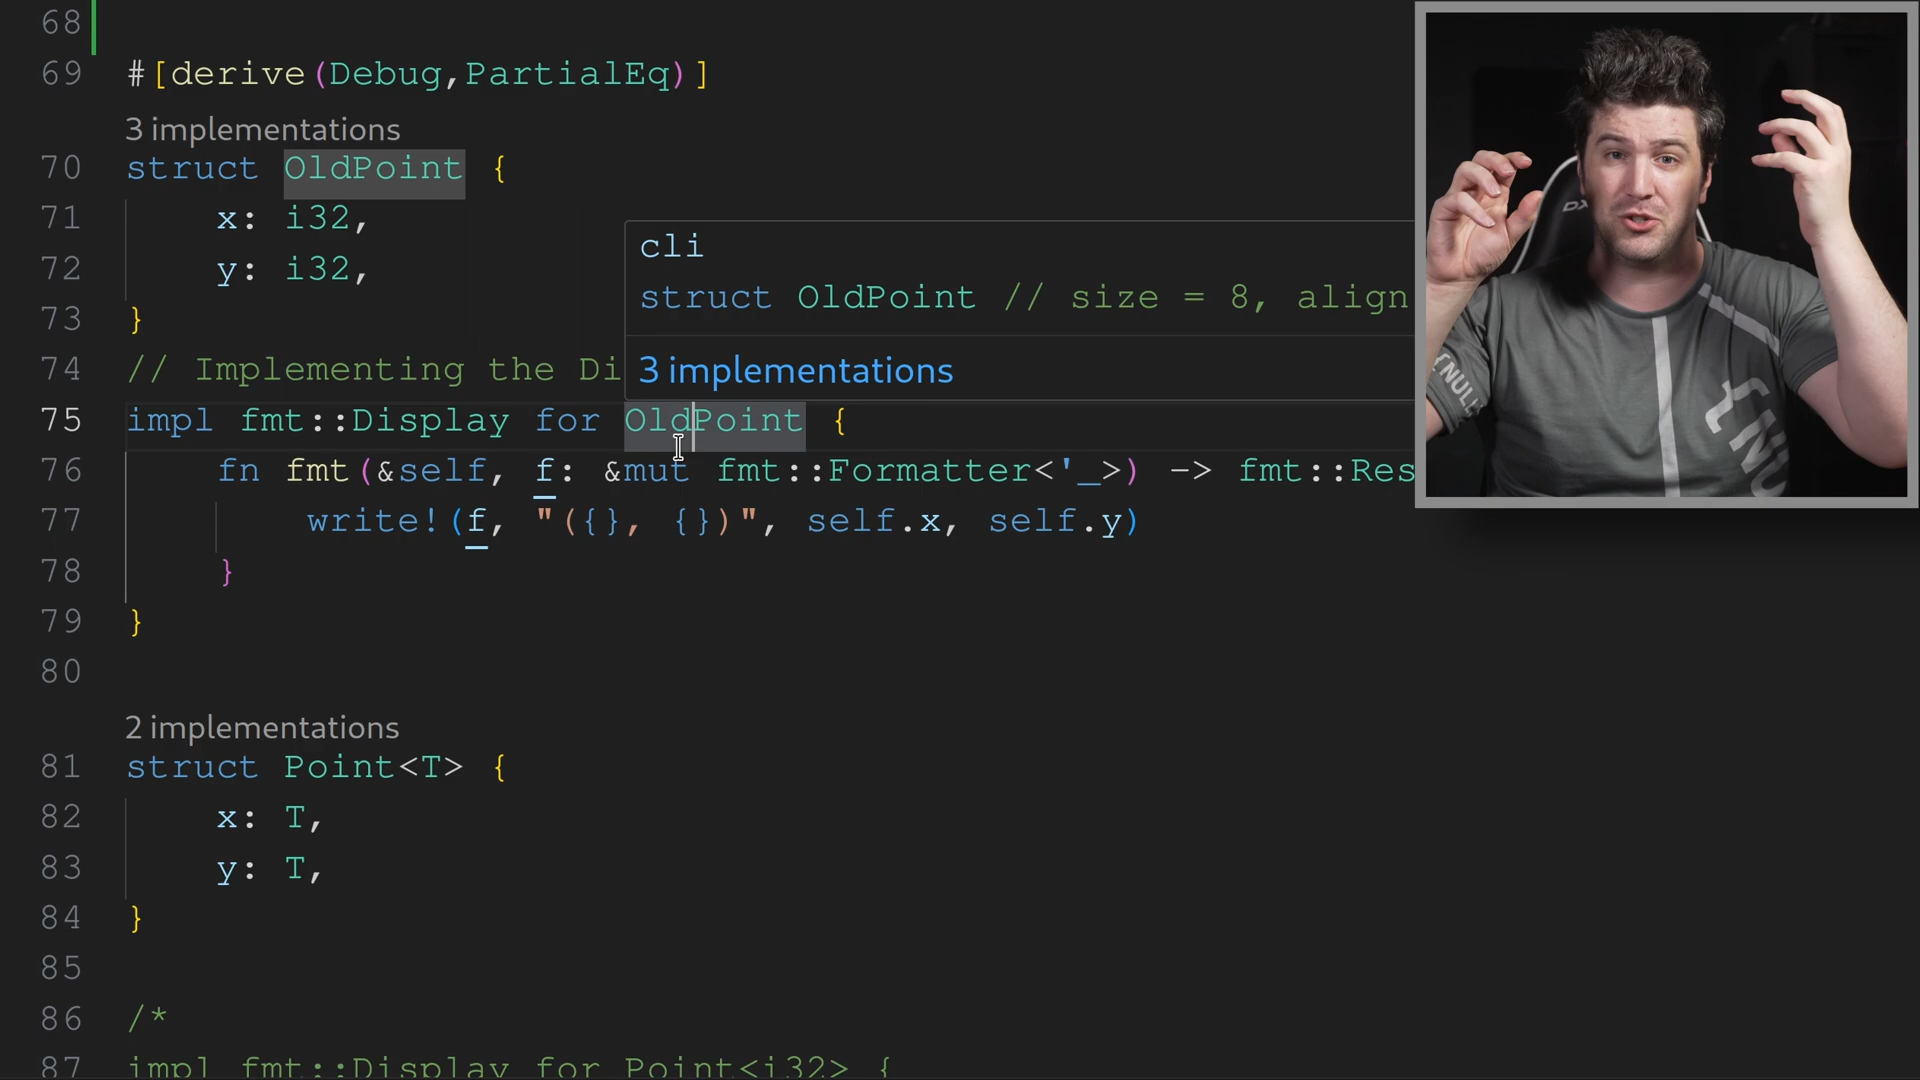 68
69 #[derive(Debug,PartialEq)]
3 implementations
70 struct OldPoint {
71 x: i32,
72 y: i32,
73 }
cli
struct OldPoint // size = 8, align
3 implementations
74 // Implementing the Di
75 impl fmt::Display for OldPoint {
76 fn fmt(&self, f: &mut fmt::Formatter<'_>) -> fmt::Res
77 write!(f, "({}, {})", self.x, self.y)
78 }
79 }
80
2 implementations
81 struct Point<T> {
82 x: T,
83 y: T,
84 }
85
86 /*
87 impl fmt::Display for Point<i32> {
DX
{NULL
{NU